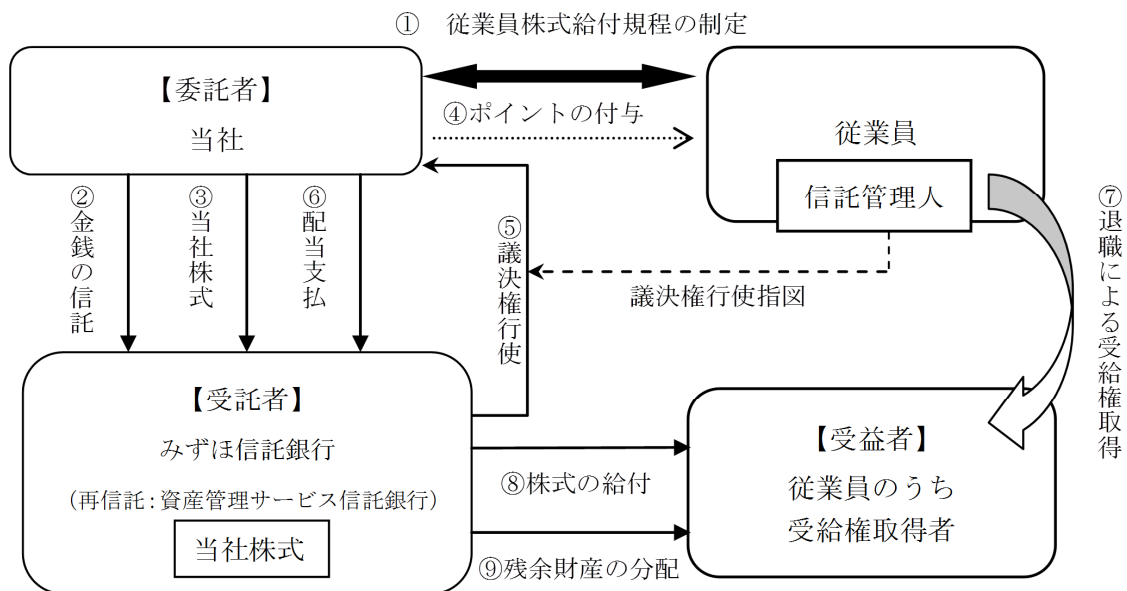 ① 従業員株式給付規程の制定
【委託者】
当社
④ポイントの付与
従業員
信託管理人
②金銭の信託
③当社株式
⑥配当支払
⑤議決権行使
議決権行使指図
⑦退職による受給権取得
【受託者】
みずほ信託銀行
(再信託:資産管理サービス信託銀行)
当社株式
⑧株式の給付
⑨残余財産の分配
【受益者】
従業員のうち
受給権取得者